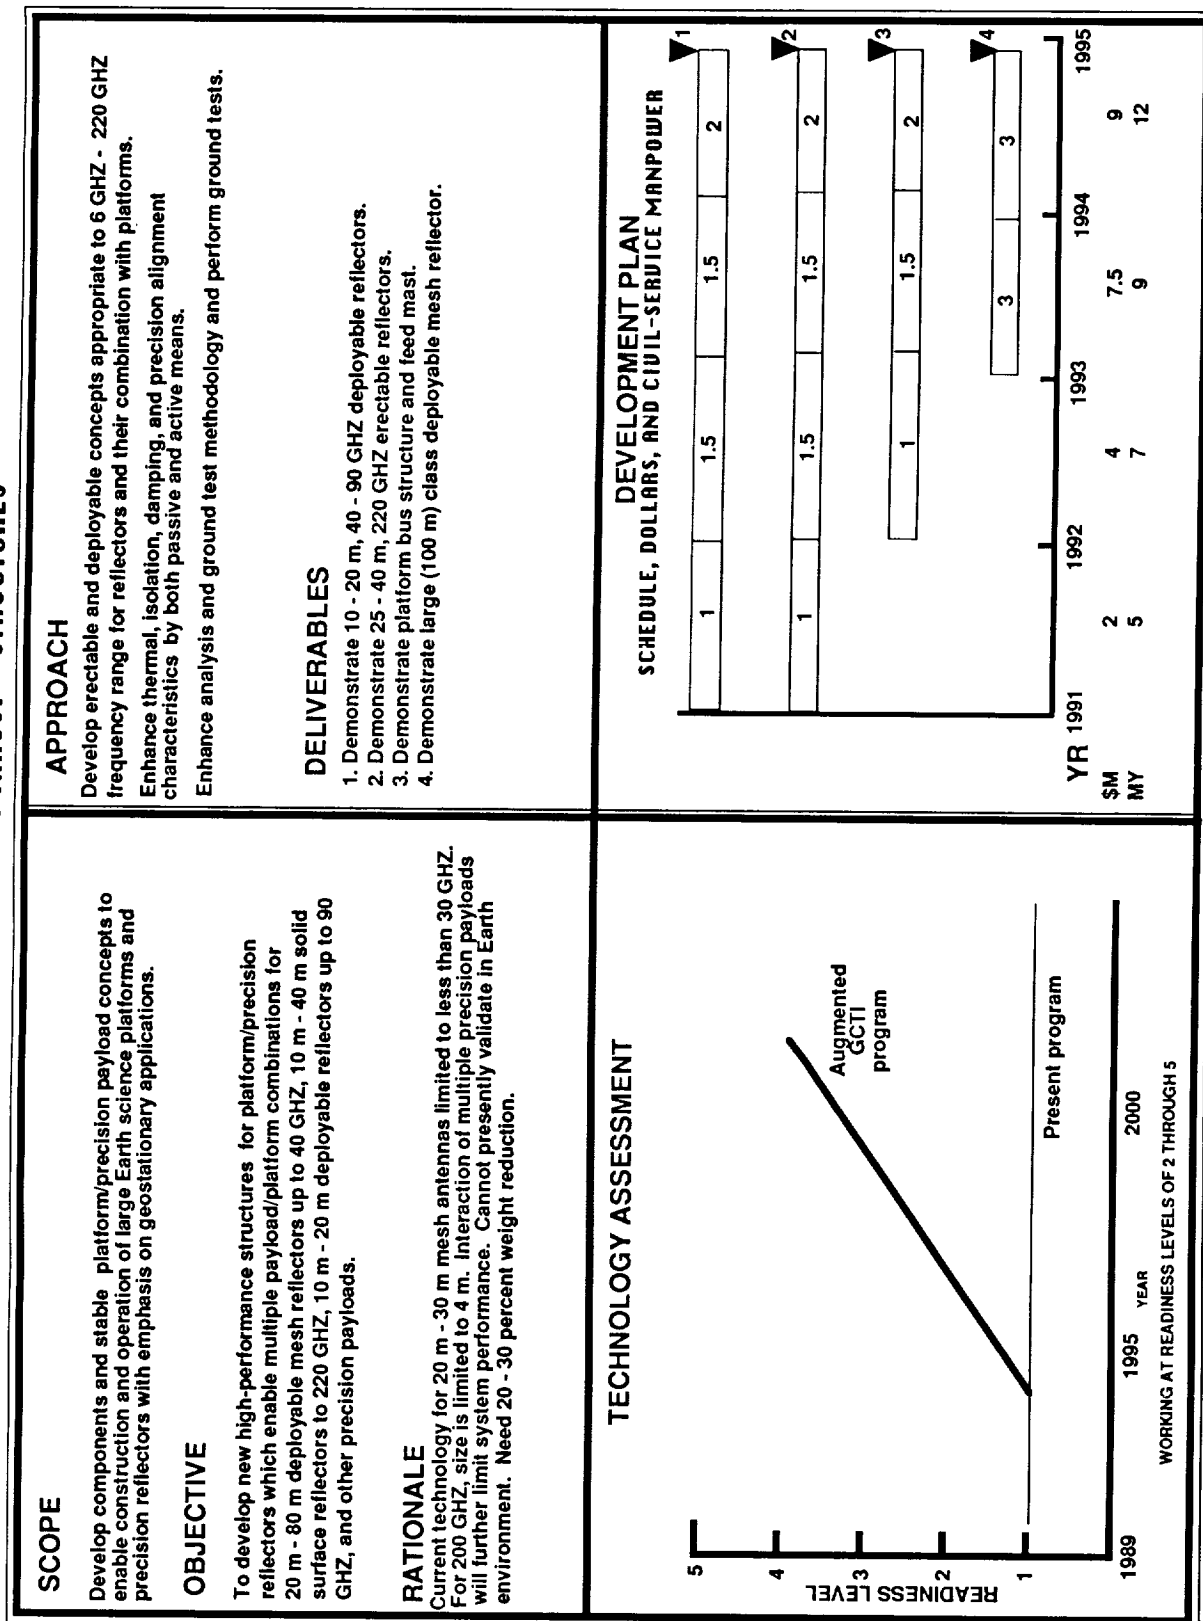 SCOPE
Develop components and stable platform/precision payload concepts to
enable construction and operation of large Earth science platforms and
precision reflectors with emphasis on geostationary applications.
OBJECTIVE
To develop new high-performance structures for platform/precision
reflectors which enable multiple payload/platform combinations for
20 m - 80 m deployable mesh reflectors up to 40 GHZ, 10 m - 40 m solid
surface reflectors to 220 GHZ, 10 m - 20 m deployable reflectors up to 90
GHZ, and other precision payloads.
RATIONALE
Current technology for 20 m - 30 m mesh antennas limited to less than 30 GHZ.
For 200 GHZ, size is limited to 4 m. Interaction of multiple precision payloads
will further limit system performance. Cannot presently validate in Earth
environment. Need 20 - 30 percent weight reduction.
APPROACH
Develop erectable and deployable concepts appropriate to 6 GHZ - 220 GHZ
frequency range for reflectors and their combination with platforms.
Enhance thermal, isolation, damping, and precision alignment
characteristics by both passive and active means.
Enhance analysis and ground test methodology and perform ground tests.
DELIVERABLES
1. Demonstrate 10 - 20 m, 40 - 90 GHZ deployable reflectors.
2. Demonstrate 25 - 40 m, 220 GHZ erectable reflectors.
3. Demonstrate platform bus structure and feed mast.
4. Demonstrate large (100 m) class deployable mesh reflector.
TECHNOLOGY ASSESSMENT
5
4
3
2
1
READINESS LEVEL
Augmented
GCTI
program
Present program
1989 1995 2000
YEAR
WORKING AT READINESS LEVELS OF 2 THROUGH 5
DEVELOPMENT PLAN
SCHEDULE, DOLLARS, AND CIVIL-SERVICE MANPOWER
1 1.5 1.5 2 1
1 1.5 1.5 2 2
1 1.5 2 3
3 3 4
YR 1991 1992 1993 1994 1995
$M 2 4 7.5 9
MY 5 7 9 12